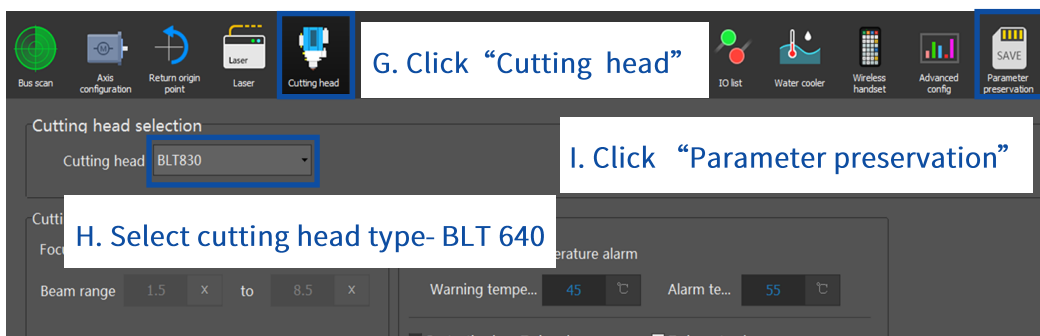 Laser
SAVE
Bus scan
Axis
configuration
Return origin
point
Laser
Cutting head
G. Click “Cutting head”
IO list
Water cooler
Wireless
handset
Advanced
config
Parameter
preservation
Cutting head selection
Cutting head BLT830
I. Click “Parameter preservation”
Cutti
H. Select cutting head type- BLT 640
Focu
erature alarm
Beam range 1.5 X to 8.5 X
Warning tempe... 45 ℃ Alarm te... 55 ℃